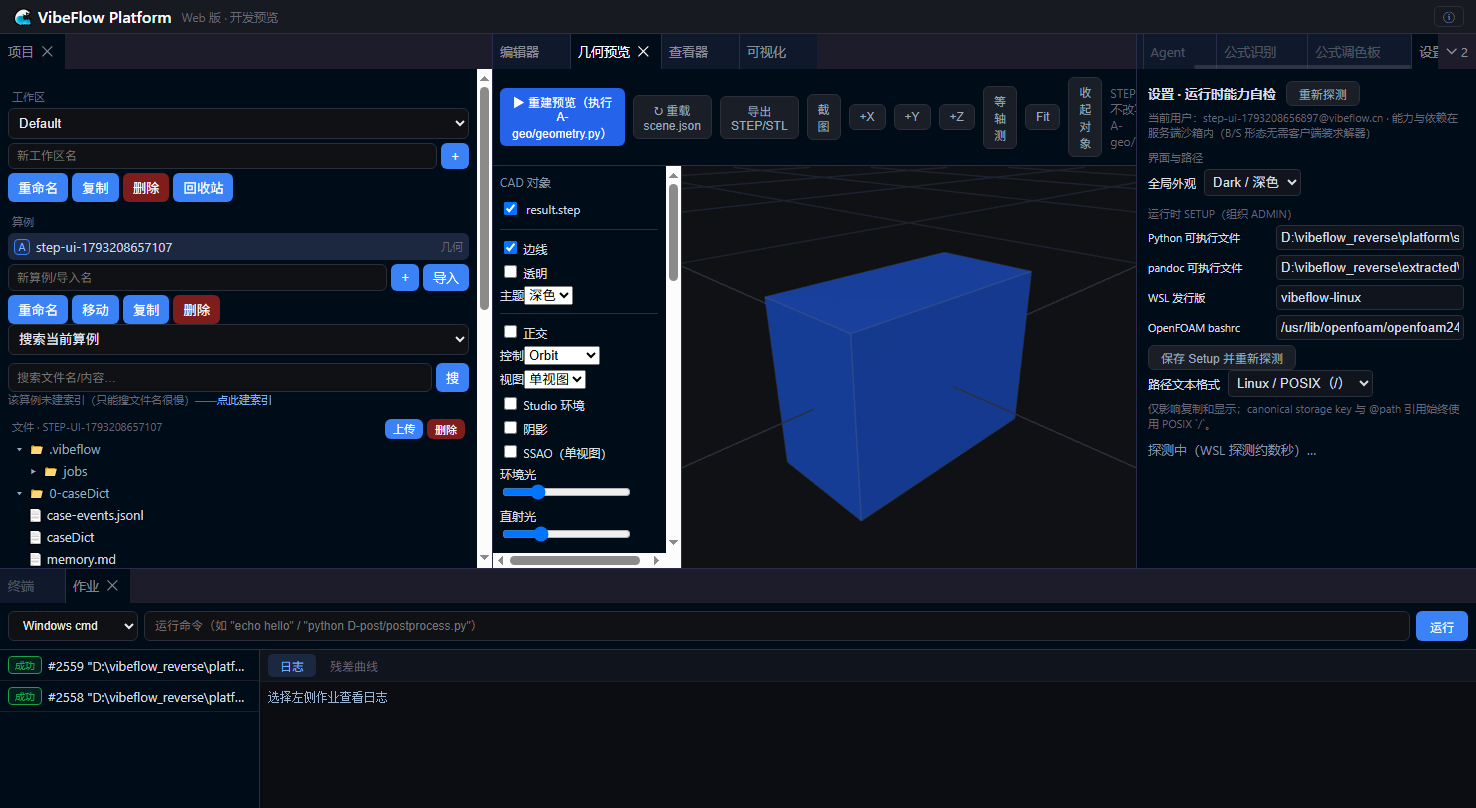 VibeFlow Platform Web 版 · 开发预览
项目
工作区
Default
新工作区名
+
重命名 复制 删除 回收站
算例
A step-ui-1793208657107 几何
新算例/导入名
+ 导入
重命名 移动 复制 删除
搜索当前算例
搜索文件名/内容...
搜
该算例未建索引（只能搜文件名很慢）——点此建索引
文件 · STEP-UI-1793208657107 上传 删除
.vibeflow
jobs
0-caseDict
case-events.jsonl
caseDict
memory.md
编辑器 几何预览 查看器 可视化
▶ 重建预览（执行
A-
geo/geometry.py）
↻ 重载
scene.json
导出
STEP/STL
截
图
+X
+Y
+Z
等
轴
测
Fit
收
起
对
象
STEP
不改
A-
geo/
CAD 对象
result.step
边线
透明
主题 深色
正交
控制 Orbit
视图 单视图
Studio 环境
阴影
SSAO（单视图）
环境光
直射光
Agent 公式识别 公式调色板 设置 2
设置 · 运行时能力自检 重新探测
当前用户：step-ui-1793208656897@vibeflow.cn · 能力与依赖在
服务端沙箱内（B/S 形态无需客户端装求解器）
界面与路径
全局外观 Dark / 深色
运行时 SETUP（组织 ADMIN）
Python 可执行文件 D:\vibeflow_reverse\platform\s
pandoc 可执行文件 D:\vibeflow_reverse\extracted\
WSL 发行版 vibeflow-linux
OpenFOAM bashrc /usr/lib/openfoam/openfoam24
保存 Setup 并重新探测
路径文本格式 Linux / POSIX（/）
仅影响复制和显示；canonical storage key 与 @path 引用始终使
用 POSIX `/`。
探测中（WSL 探测约数秒）...
终端 作业
Windows cmd
运行命令（如 "echo hello" / "python D-post/postprocess.py"）
运行
成功 #2559 "D:\vibeflow_reverse\platf...
成功 #2558 "D:\vibeflow_reverse\platf...
日志 残差曲线
选择左侧作业查看日志